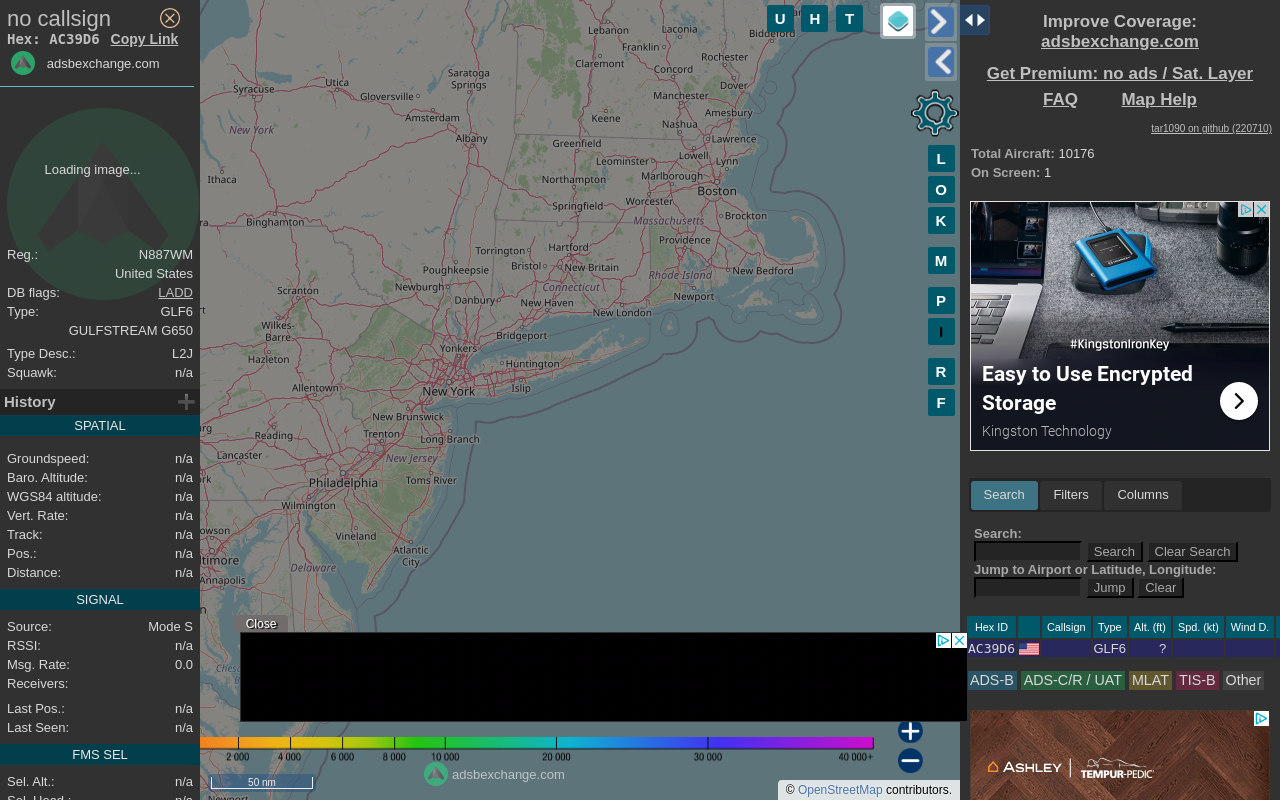 no callsign
Hex: AC39D6 Copy Link
adsbexchange.com
Loading image...
Reg.: N887WM
United States
DB flags: LADD
Type: GLF6
GULFSTREAM G650
Type Desc.: L2J
Squawk: n/a
History
SPATIAL
Groundspeed: n/a
Baro. Altitude: n/a
WGS84 altitude: n/a
Vert. Rate: n/a
Track: n/a
Pos.: n/a
Distance: n/a
SIGNAL
Source: Mode S
RSSI: n/a
Msg. Rate: 0.0
Receivers:
Last Pos.: n/a
Last Seen: n/a
FMS SEL
Sel. Alt.: n/a
Sel. Head.: n/a
U H T
Lebanon
Laconia
Biddeford
Franklin
Claremont
Rochester
Concord
Dover
Saratoga
Springs
Utica
Syracuse
Gloversville
Manchester
Amesbury
Amsterdam
Keene
Nashua
New York
Albany
Lawrence
Greenfield
Leominster
Lowell
Lynn
Ithaca
Northampton
Marlborough
Boston
Worcester
Springfield
Binghamton
Massachusetts
Brockton
Providence
Torrington
Hartford
Bristol
New Britain
New Bedford
Poughkeepsie
Rhode Island
Scranton
Newburgh
Connecticut
Newport
Danbury
New Haven
New London
Wilkes-
Barre
Bridgeport
Yonkers
Hazleton
Huntington
Allentown
New York
Islip
New Brunswick
Reading
Trenton
Long Branch
Lancaster
New Jersey
Philadelphia
Toms River
Wilmington
Vineland
Atlantic
City
Annapolis
Delaware
L
O
K
M
P
I
R
F
Close
2 000 4 000 6 000 8 000 10 000 20 000 30 000 40 000+
adsbexchange.com
50 nm
© OpenStreetMap contributors.
Improve Coverage:
adsbexchange.com
Get Premium: no ads / Sat. Layer
FAQ Map Help
tar1090 on github (220710)
Total Aircraft: 10176
On Screen: 1
#KingstonIronKey
Easy to Use Encrypted
Storage
Kingston Technology
Search Filters Columns
Search:
Search Clear Search
Jump to Airport or Latitude, Longitude:
Jump Clear
Hex ID Callsign Type Alt. (ft) Spd. (kt) Wind D.
AC39D6 GLF6 ?
ADS-B ADS-C/R / UAT MLAT TIS-B Other
ASHLEY | TEMPUR-PEDIC